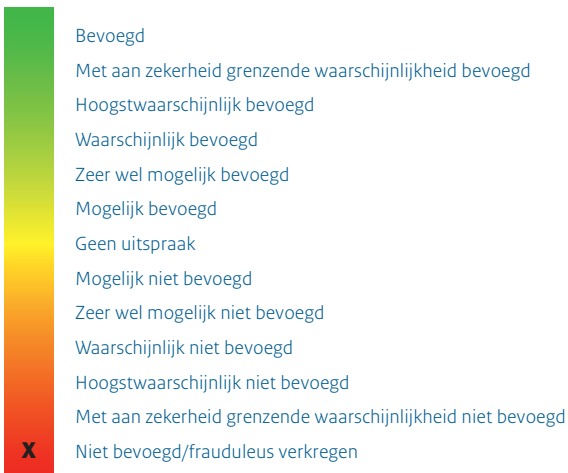 Bevoegd
Met aan zekerheid grenzende waarschijnlijkheid bevoegd
Hoogstwaarschijnlijk bevoegd
Waarschijnlijk bevoegd
Zeer wel mogelijk bevoegd
Mogelijk bevoegd
Geen uitspraak
Mogelijk niet bevoegd
Zeer wel mogelijk niet bevoegd
Waarschijnlijk niet bevoegd
Hoogstwaarschijnlijk niet bevoegd
Met aan zekerheid grenzende waarschijnlijkheid niet bevoegd
X Niet bevoegd/frauduleus verkregen